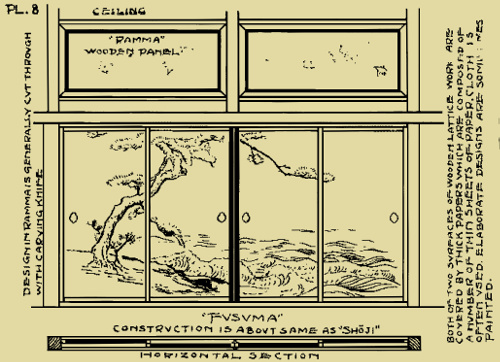 PL. 8
CEILING
"RAMMA"
WOODEN PANEL"
DESIGN IN RAMMA IS GENERALLY CUT THROUGH
WITH CARVING KNIFE
BOTH OF TWO SURFACES OF WOODEN LATTICE WORK ARE
COVERED BY THICK PAPERS WHICH ARE COMPOSED OF
A NUMBER OF THIN SHEETS OF PAPER, CLOTH IS
OFTEN USED. ELABORATE DESIGNS ARE
PAINTED.
"FUSUMA"
CONSTRUCTION IS ABOUT SAME AS "SHŌJI"
HORIZONTAL SECTION